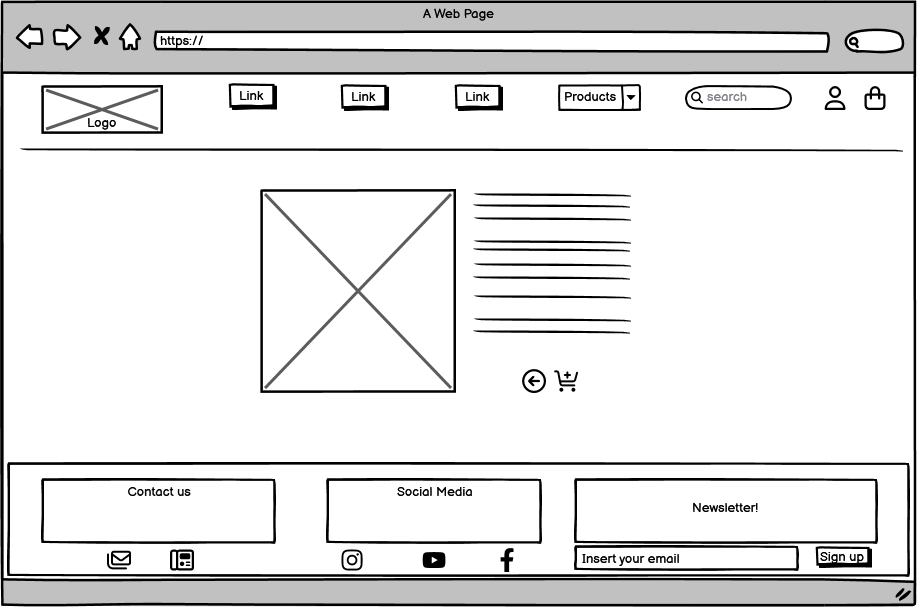 A Web Page
https://
Logo
Link
Link
Link
Products
search
Contact us
Social Media
Newsletter!
Insert your email
Sign up